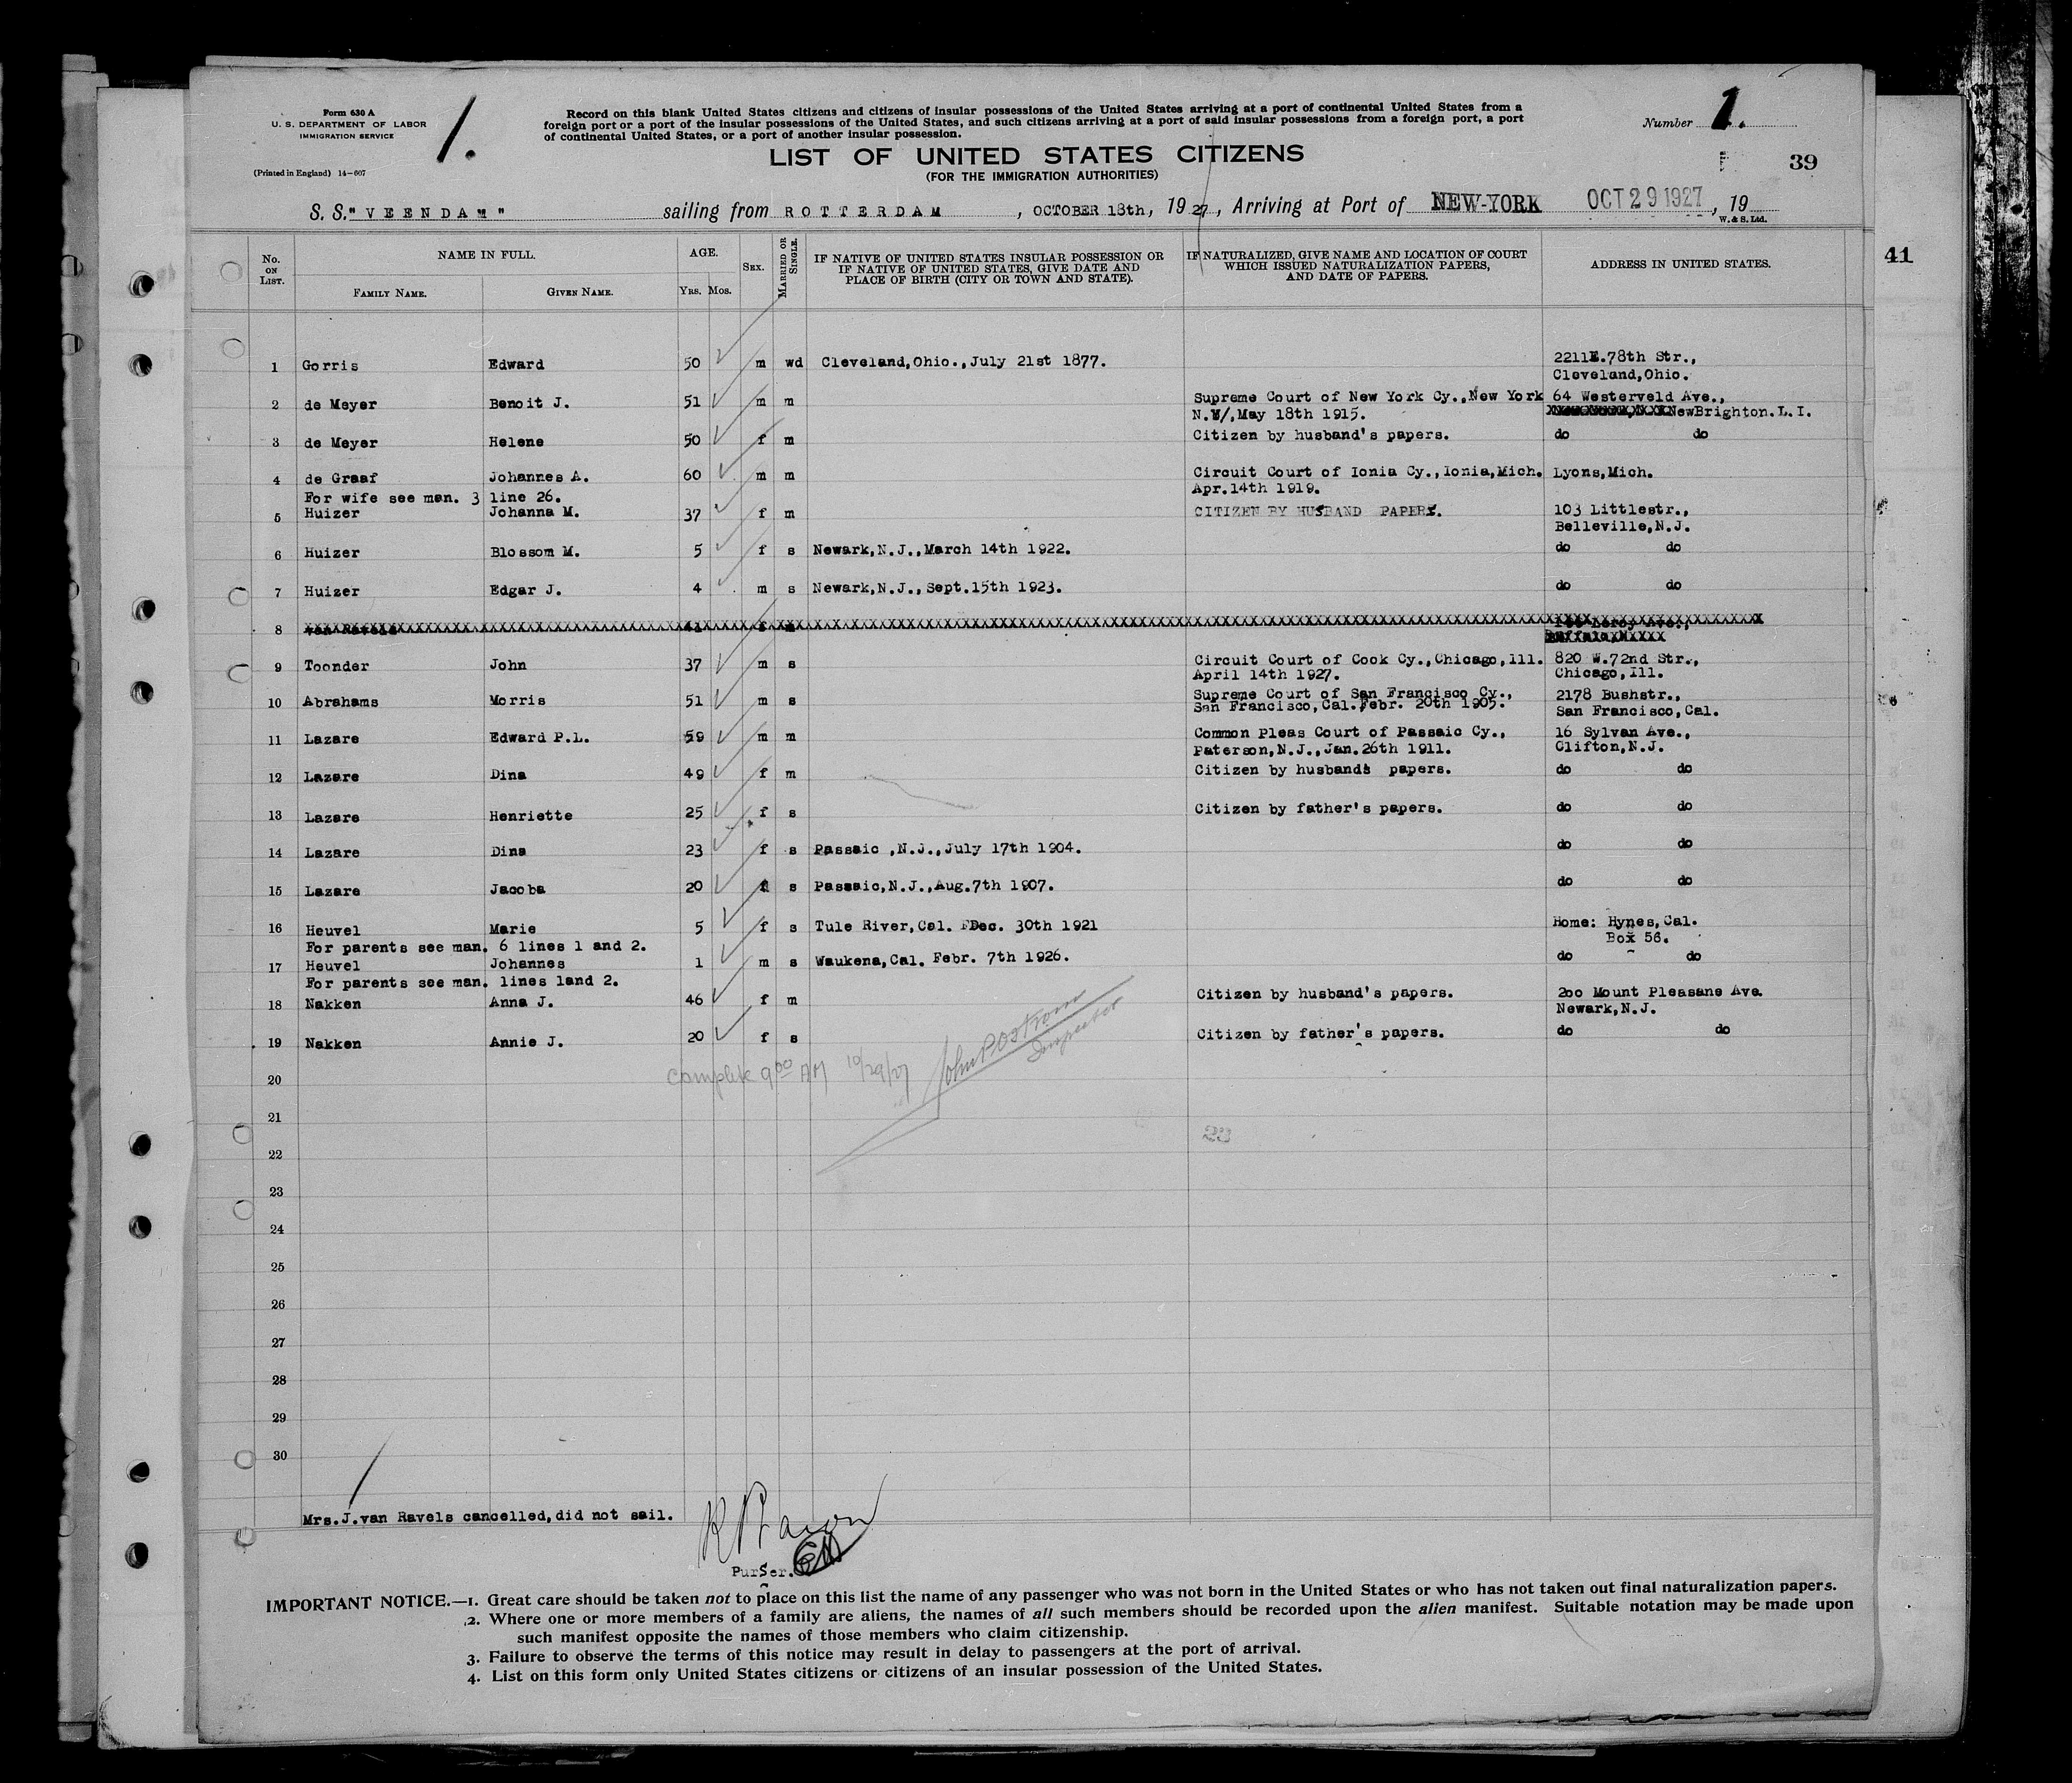 Form 630 A
U. S. DEPARTMENT OF LABOR
IMMIGRATION SERVICE
(Printed in England) 14—607
1.
Record on this blank United States citizens and citizens of insular possessions of the United States arriving at a port of continental United States from a
foreign port or a port of the insular possessions of the United States, and such citizens arriving at a port of said insular possessions from a foreign port, a port
of continental United States, or a port of another insular possession.
Number 1.
LIST OF UNITED STATES CITIZENS
(FOR THE IMMIGRATION AUTHORITIES)
39
S. S. "VEENDAM" sailing from ROTTERDAM, OCTOBER 18th, 1927, Arriving at Port of NEW-YORK OCT 29 1927, 19
W. & S. Ltd.
41
No. ON LIST. NAME IN FULL. FAMILY NAME. GIVEN NAME. AGE. YRS. MOS. SEX. MARRIED OR SINGLE. IF NATIVE OF UNITED STATES INSULAR POSSESSION OR IF NATIVE OF UNITED STATES, GIVE DATE AND PLACE OF BIRTH (CITY OR TOWN AND STATE). IF NATURALIZED, GIVE NAME AND LOCATION OF COURT WHICH ISSUED NATURALIZATION PAPERS, AND DATE OF PAPERS. ADDRESS IN UNITED STATES.
1 Gorris Edward 50 m wd Cleveland,Ohio.,July 21st 1877. 2211E.78th Str.,
Cleveland,Ohio.
2 de Meyer Benoit J. 51 m m Supreme Court of New York Cy.,New York 64 Westerveld Ave.,
N.Y/,May 18th 1915. NewBrighton.L.I.
3 de Meyer Helene 50 f m Citizen by husband's papers. do do
4 de Graaf Johannes A. 60 m m Circuit Court of Ionia Cy.,Ionia,Mich. Lyons,Mich.
For wife see man. 3 line 26. Apr.14th 1919.
5 Huizer Johanna M. 37 f m CITIZEN BY HUSBAND PAPERS. 103 Littlestr.,
Belleville,N.J.
6 Huizer Blossom M. 5 f s Newark,N.J.,March 14th 1922. do do
7 Huizer Edgar J. 4 m s Newark,N.J.,Sept.15th 1923. do do
8 van Ravels 41 f m Leroy Ave.,
Buffalo
9 Toonder John 37 m s Circuit Court of Cook Cy.,Chicago,Ill. 820 W.72nd Str.,
April 14th 1927. Chicago,Ill.
10 Abrahams Morris 51 m s Supreme Court of San Francisco Cy., 2178 Bushstr.,
San Francisco,Cal.Febr. 20th 1905. San Francisco,Cal.
11 Lazare Edward P.L. 59 m m Common Pleas Court of Passaic Cy., 16 Sylvan Ave.,
Paterson,N.J.,Jan.26th 1911. Clifton,N.J.
12 Lazare Dina 49 f m Citizen by husbands papers. do do
13 Lazare Henriette 25 f s Citizen by father's papers. do do
14 Lazare Dina 23 f s Passaic ,N.J.,July 17th 1904. do do
15 Lazare Jacoba 20 f s Passaic,N.J.,Aug.7th 1907. do do
16 Heuvel Marie 5 f s Tule River,Cal. FDec. 30th 1921 Home: Hynes,Cal.
For parents see man. 6 lines 1 and 2. Box 56.
17 Heuvel Johannes 1 m s Waukena,Cal. Febr. 7th 1926. do do
For parents see man. lines 1and 2.
18 Nakken Anna J. 46 f m Citizen by husband's papers. 2oo Mount Pleasane Ave.
Newark,N.J.
19 Nakken Annie J. 20 f s Citizen by father's papers. do do
20 Complete 9 00 AM 10/29/27 John P Ostrom
Inspector
21
22
23
24
25
26
27
28
29
30
Mrs.J.van Ravels cancelled,did not sail.
Purser.
IMPORTANT NOTICE.—1. Great care should be taken not to place on this list the name of any passenger who was not born in the United States or who has not taken out final naturalization papers.
2. Where one or more members of a family are aliens, the names of all such members should be recorded upon the alien manifest. Suitable notation may be made upon
such manifest opposite the names of those members who claim citizenship.
3. Failure to observe the terms of this notice may result in delay to passengers at the port of arrival.
4. List on this form only United States citizens or citizens of an insular possession of the United States.